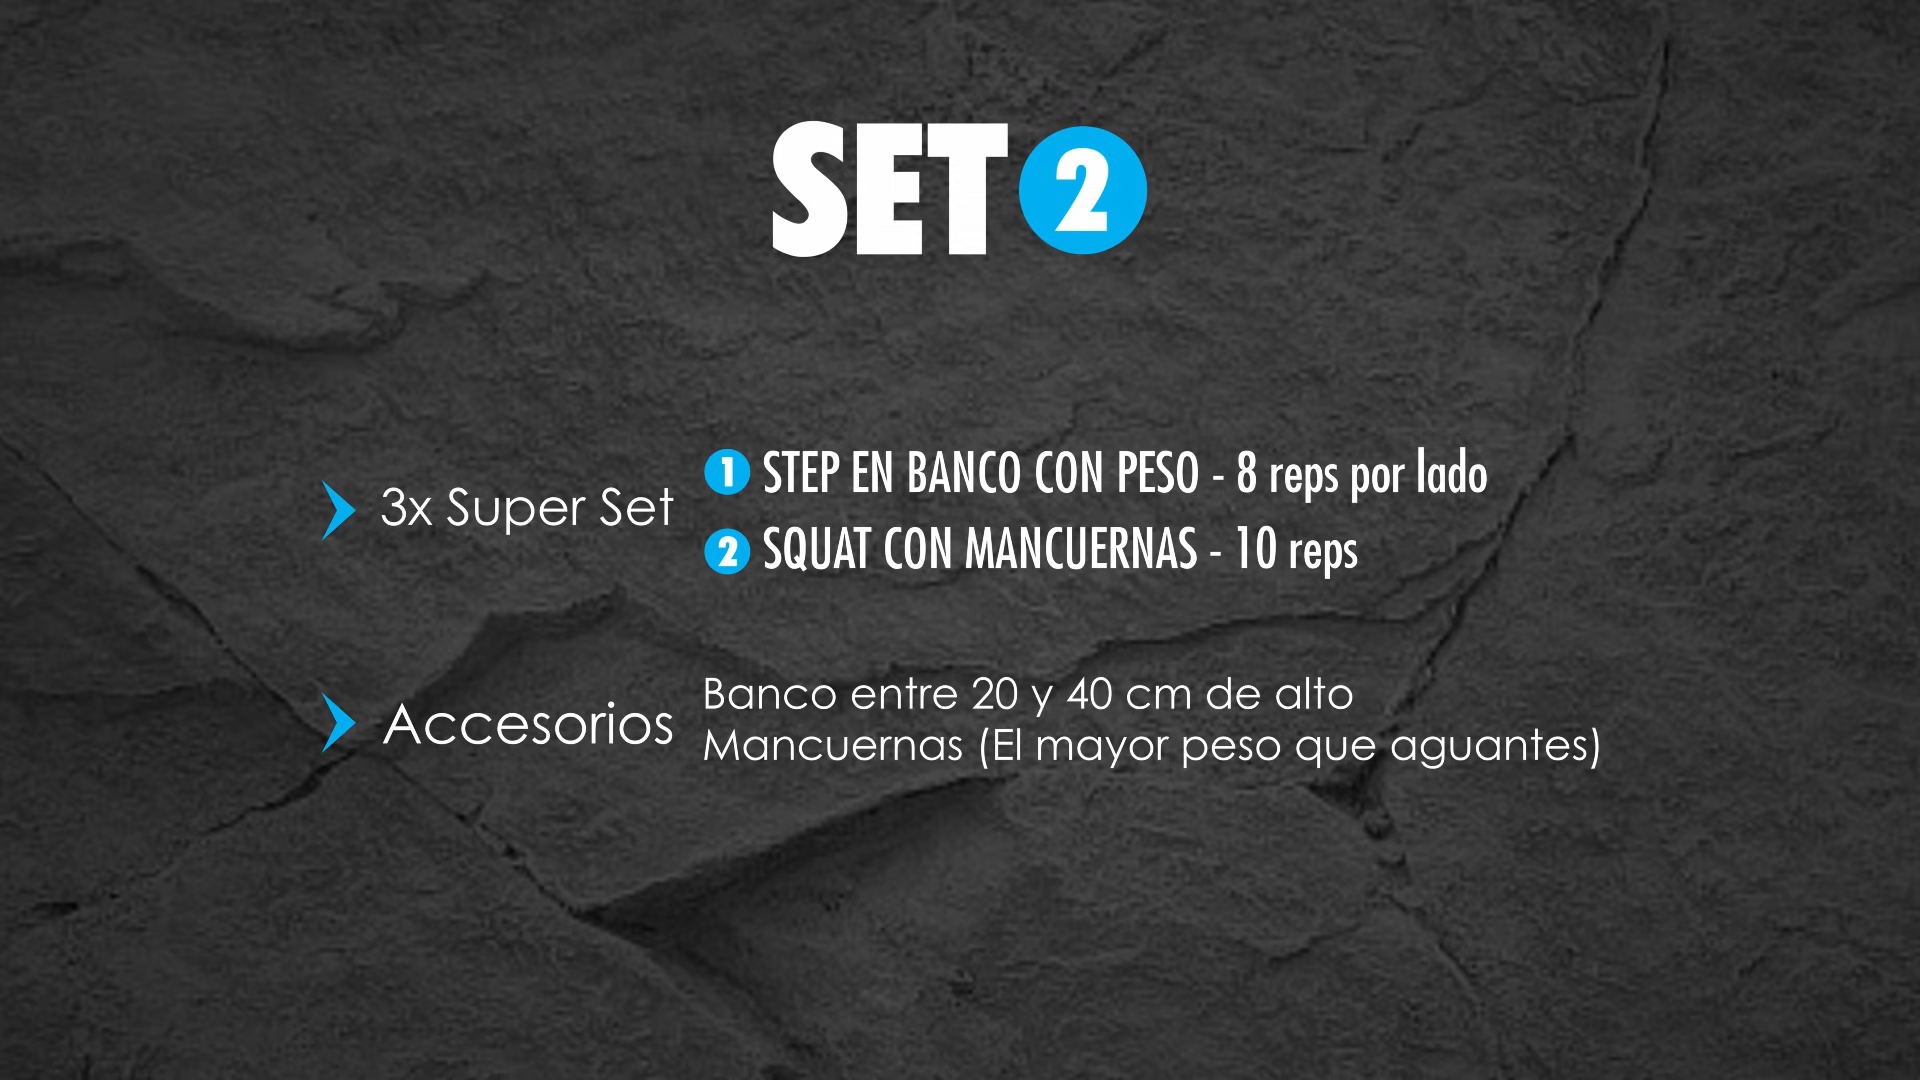 SET 2
3x Super Set
1 STEP EN BANCO CON PESO - 8 reps por lado
2 SQUAT CON MANCUERNAS - 10 reps
Accesorios
Banco entre 20 y 40 cm de alto
Mancuernas (El mayor peso que aguantes)